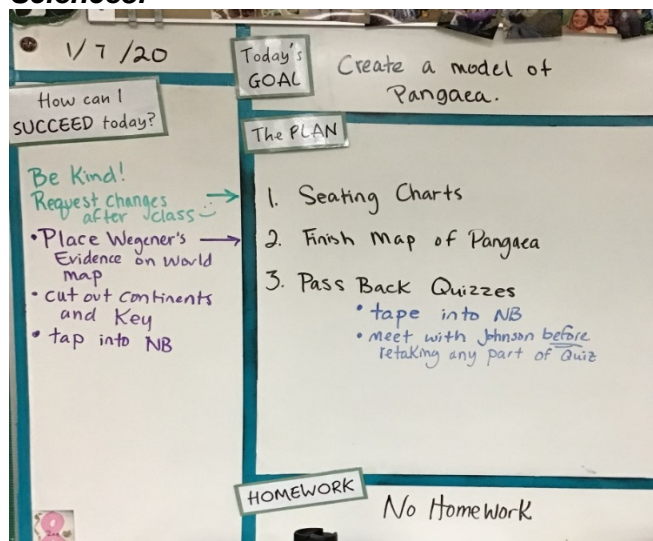 Sciences!
1/7/20
Today's
GOAL
Create a model of
Pangaea.
How can I
SUCCEED today?
Be Kind!
Request changes
after class
• Place Wegener's
Evidence on World
map
• cut out continents
and Key
• tap into NB
The PLAN
1. Seating Charts
2. Finish Map of Pangaea
3. Pass Back Quizzes
• tape into NB
• meet with Johnson before
retaking any part of Quiz
HOMEWORK
No Homework